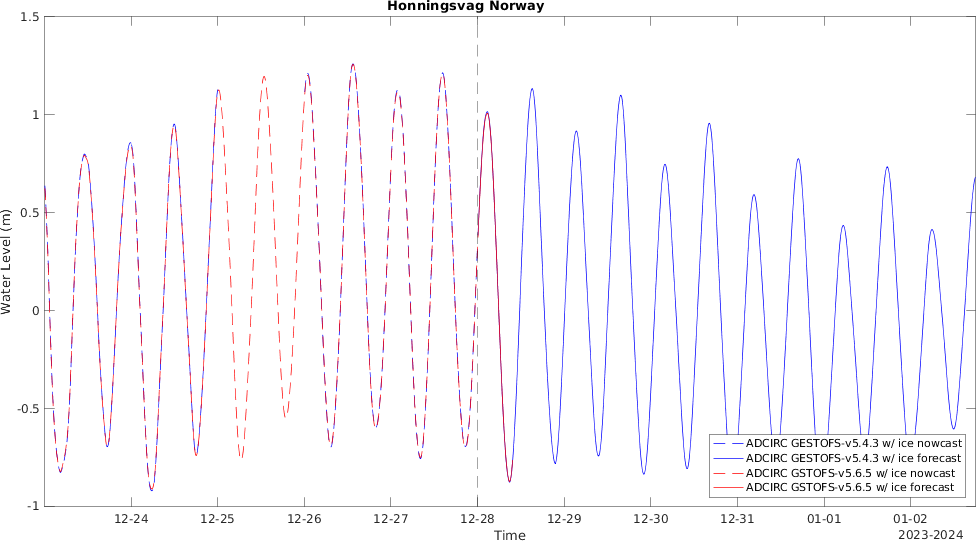 Honningsvag Norway
Water Level (m)
1.5
1
0.5
0
-0.5
-1
ADCIRC GESTOFS-v5.4.3 w/ ice nowcast
ADCIRC GESTOFS-v5.4.3 w/ ice forecast
ADCIRC GSTOFS-v5.6.5 w/ ice nowcast
ADCIRC GSTOFS-v5.6.5 w/ ice forecast
12-24 12-25 12-26 12-27 12-28 12-29 12-30 12-31 01-01 01-02
Time
2023-2024